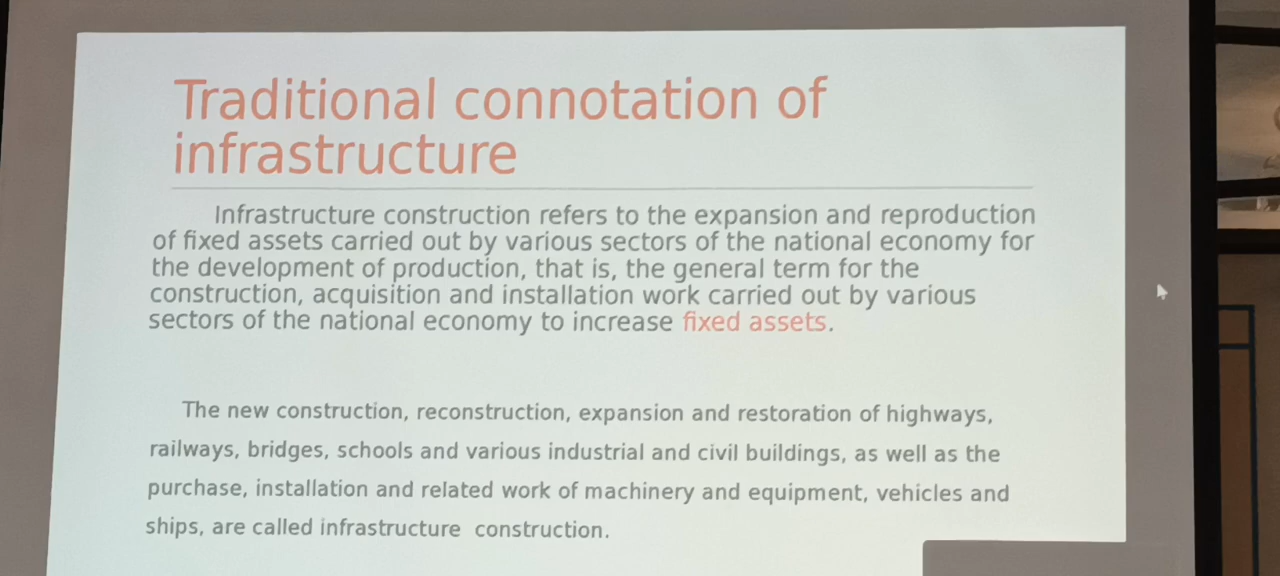 Traditional connotation of
infrastructure
Infrastructure construction refers to the expansion and reproduction
of fixed assets carried out by various sectors of the national economy for
the development of production, that is, the general term for the
construction, acquisition and installation work carried out by various
sectors of the national economy to increase fixed assets.
The new construction, reconstruction, expansion and restoration of highways,
railways, bridges, schools and various industrial and civil buildings, as well as the
purchase, installation and related work of machinery and equipment, vehicles and
ships, are called infrastructure  construction.